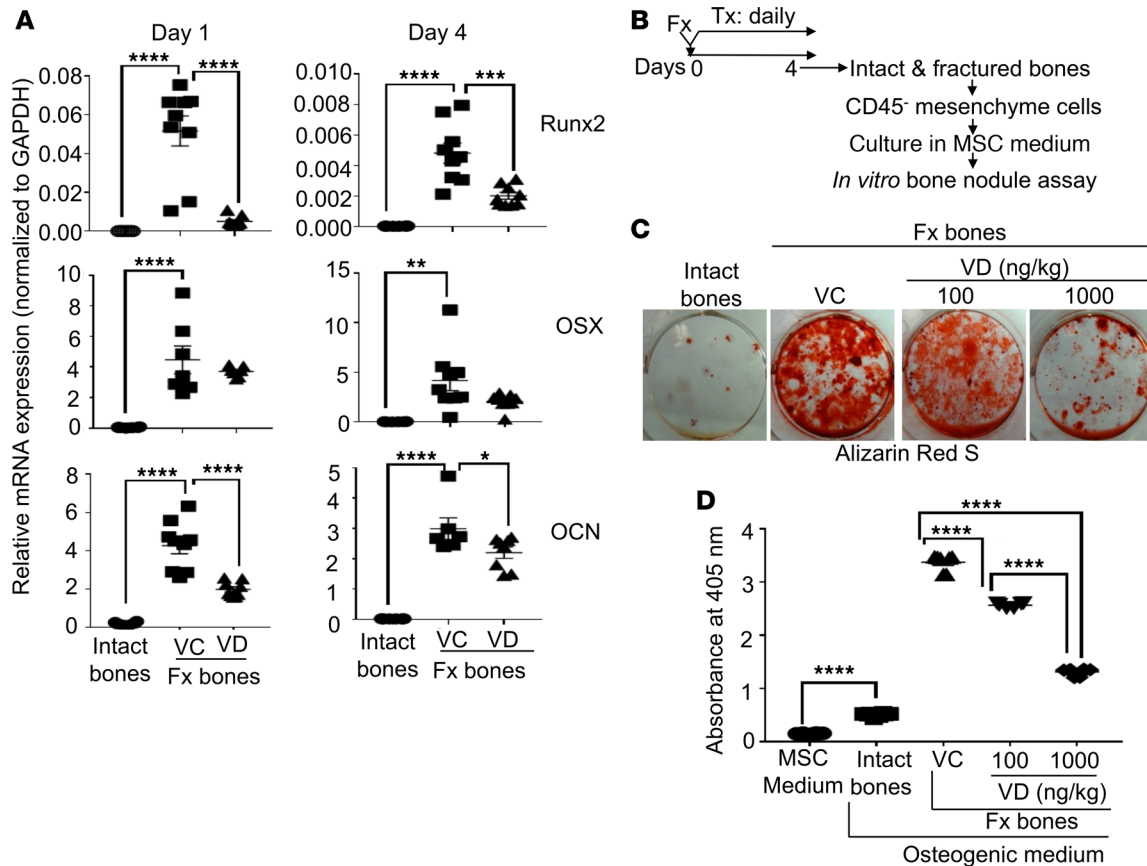 A
Day 1
Day 4
Relative mRNA expression (normalized to GAPDH)
****
****
0.08
0.06
0.04
0.02
0.00
****
***
0.010
0.008
0.006
0.004
0.002
0.000
Runx2
****
10
8
6
4
2
0
**
15
10
5
0
OSX
****
****
8
6
4
2
0
****
*
5
4
3
2
1
0
OCN
Intact
bones
VC
VD
Fx bones
Intact
bones
VC
VD
Fx bones
B
Fx
Tx: daily
Days 0
4
Intact & fractured bones
CD45- mesenchyme cells
Culture in MSC medium
In vitro bone nodule assay
C
Fx bones
Intact
bones
VC
VD (ng/kg)
100
1000
Alizarin Red S
D
Absorbance at 405 nm
4
3
2
1
0
****
****
****
****
MSC
Medium
Intact
bones
VC
100
1000
VD (ng/kg)
Fx bones
Osteogenic medium